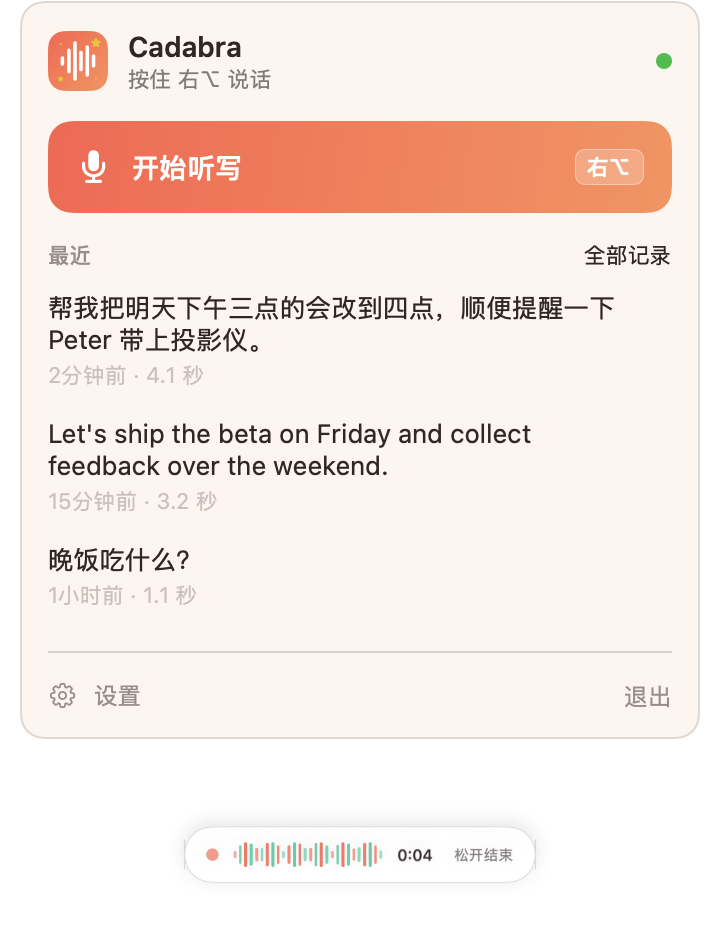 Cadabra
按住 右⌥ 说话
开始听写
右⌥
最近
全部记录
帮我把明天下午三点的会改到四点，顺便提醒一下
Peter 带上投影仪。
2分钟前 · 4.1 秒
Let's ship the beta on Friday and collect
feedback over the weekend.
15分钟前 · 3.2 秒
晚饭吃什么?
1小时前 · 1.1 秒
设置
退出
0:04
松开结束